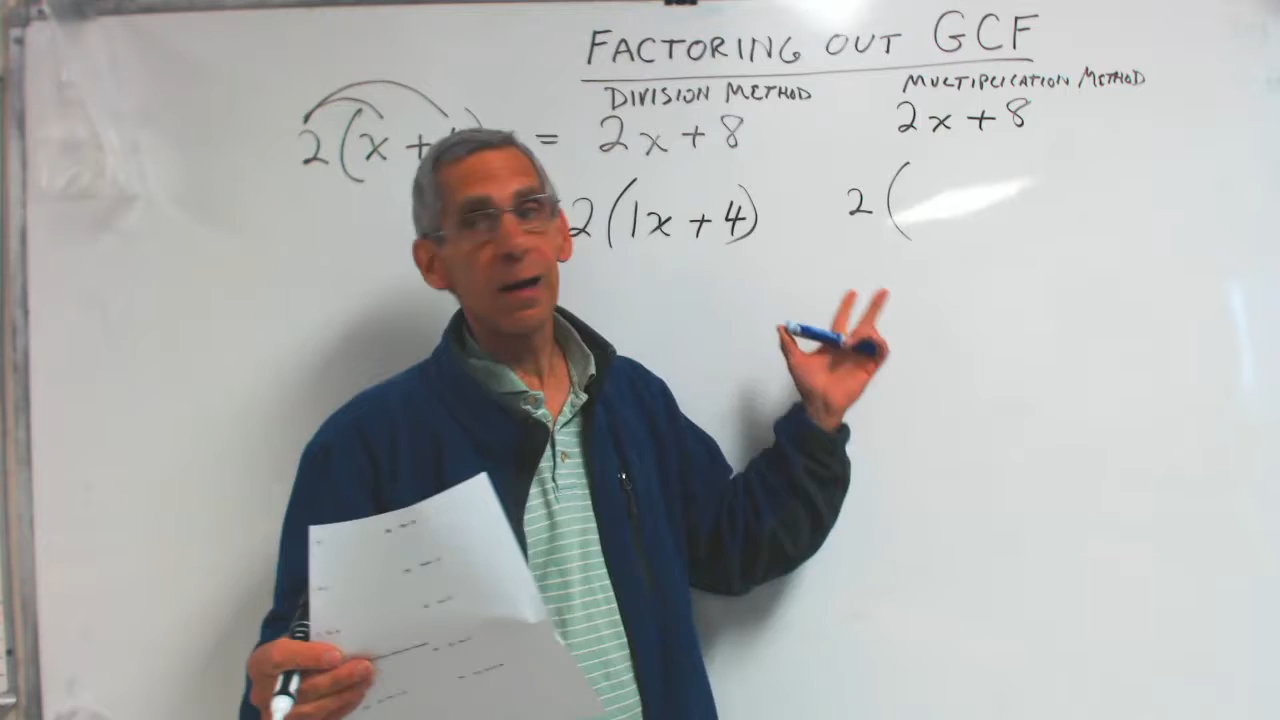 FACTORING OUT GCF
DIVISION METHOD
MULTIPLICATION METHOD
2(x + ) = 2x + 8
2x + 8
2(1x + 4)
2(